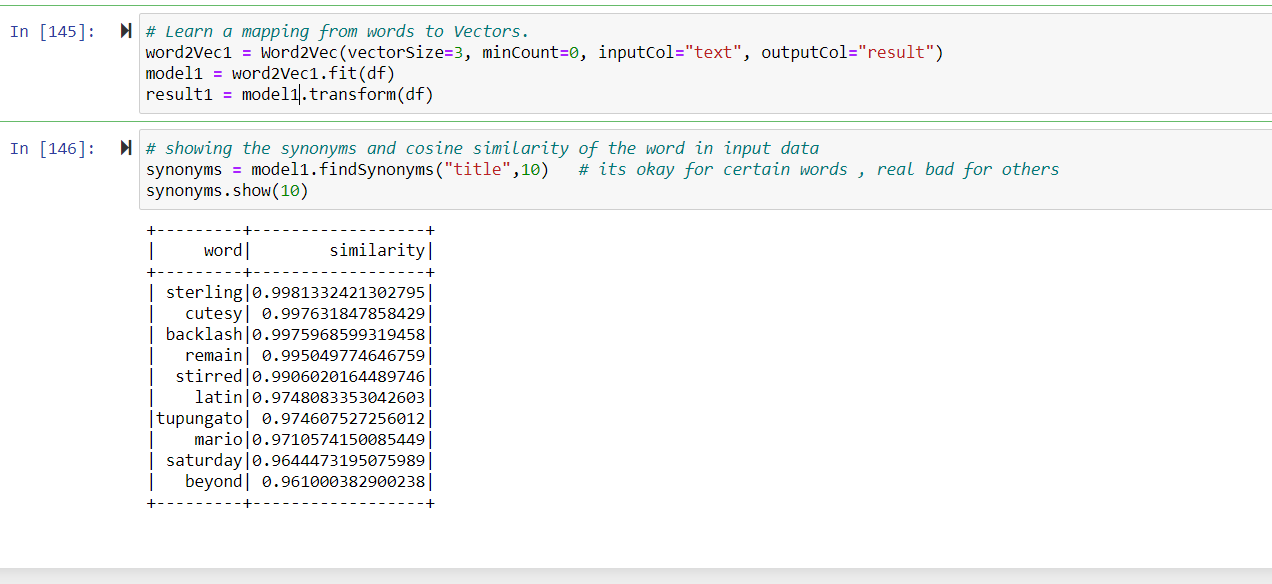 In [145]:
# Learn a mapping from words to Vectors.
word2Vec1 = Word2Vec(vectorSize=3, minCount=0, inputCol="text", outputCol="result")
model1 = word2Vec1.fit(df)
result1 = model1.transform(df)
In [146]:
# showing the synonyms and cosine similarity of the word in input data
synonyms = model1.findSynonyms("title",10)   # its okay for certain words , real bad for others
synonyms.show(10)
+---------+------------------+
|     word|        similarity|
+---------+------------------+
| sterling|0.9981332421302795|
|   cutesy| 0.997631847858429|
| backlash|0.9975968599319458|
|   remain| 0.995049774646759|
|  stirred|0.9906020164489746|
|    latin|0.9748083353042603|
|tupungato| 0.974607527256012|
|    mario|0.9710574150085449|
| saturday|0.9644473195075989|
|   beyond| 0.961000382900238|
+---------+------------------+